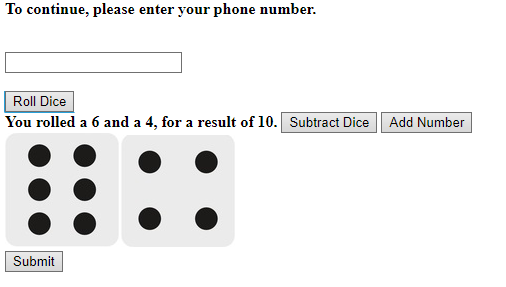 To continue, please enter your phone number.
Roll Dice
You rolled a 6 and a 4, for a result of 10. Subtract Dice Add Number
Submit